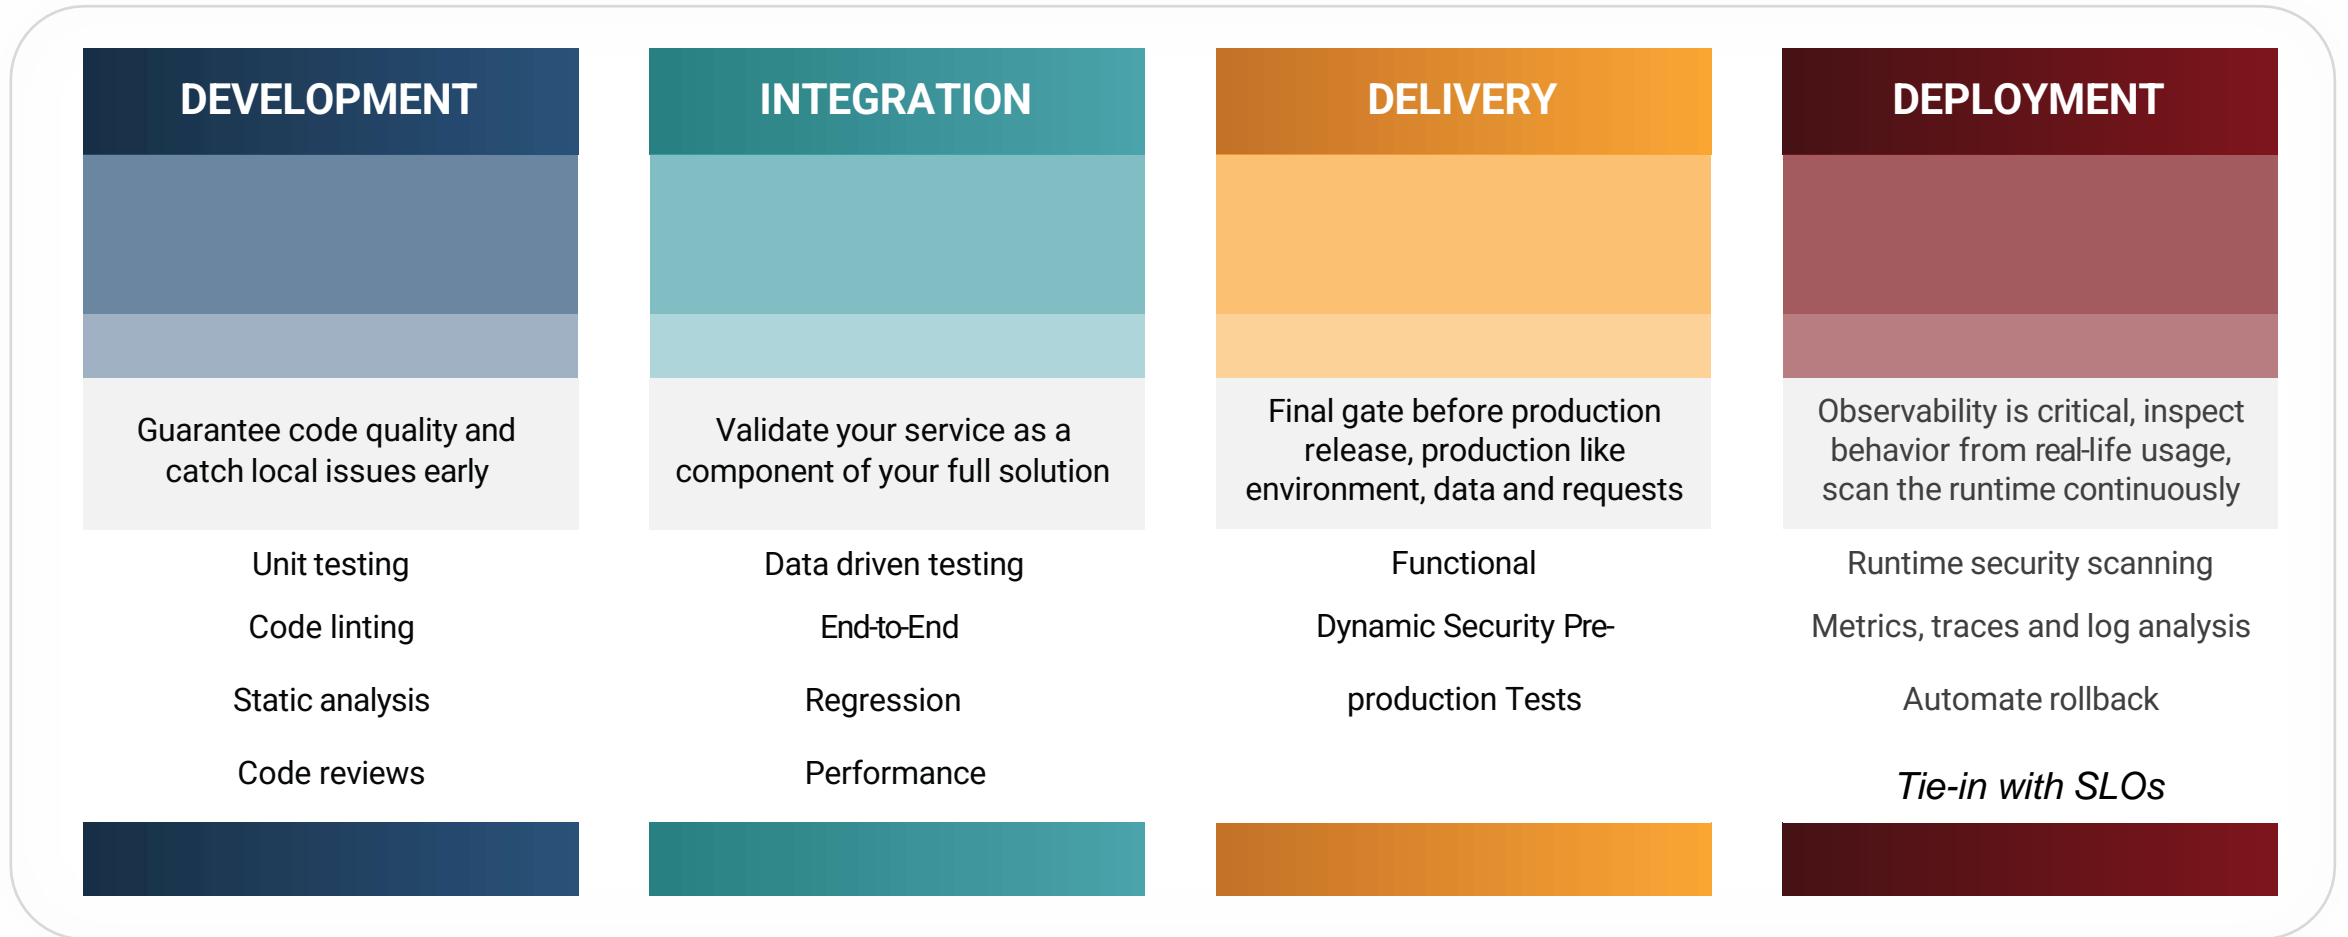 DEVELOPMENT
Guarantee code quality and
catch local issues early
Unit testing
Code linting
Static analysis
Code reviews
INTEGRATION
Validate your service as a
component of your full solution
Data driven testing
End-to-End
Regression
Performance
DELIVERY
Final gate before production
release, production like
environment, data and requests
Functional
Dynamic Security Pre-
production Tests
DEPLOYMENT
Observability is critical, inspect
behavior from real-life usage,
scan the runtime continuously
Runtime security scanning
Metrics, traces and log analysis
Automate rollback
Tie-in with SLOs